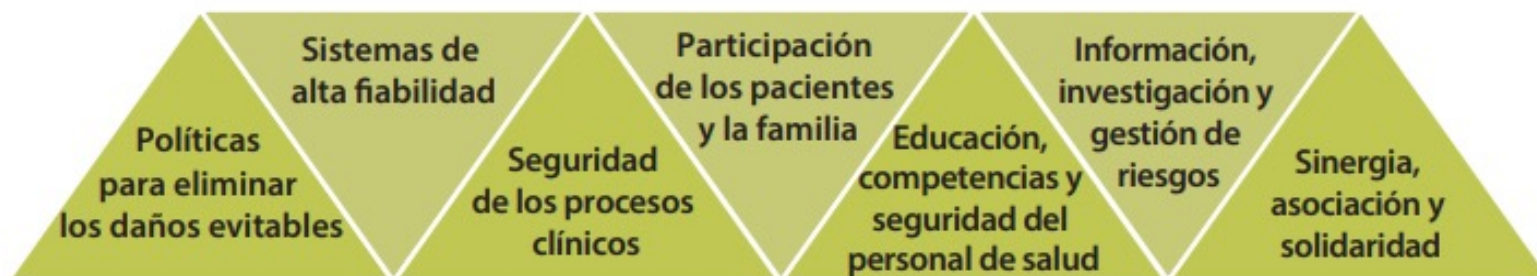 Políticas
para eliminar
los daños evitables
Sistemas de
alta fiabilidad
Seguridad
de los procesos
clínicos
Participación
de los pacientes
y la familia
Educación,
competencias y
seguridad del
personal de salud
Información,
investigación y
gestión de
riesgos
Sinergia,
asociación y
solidaridad